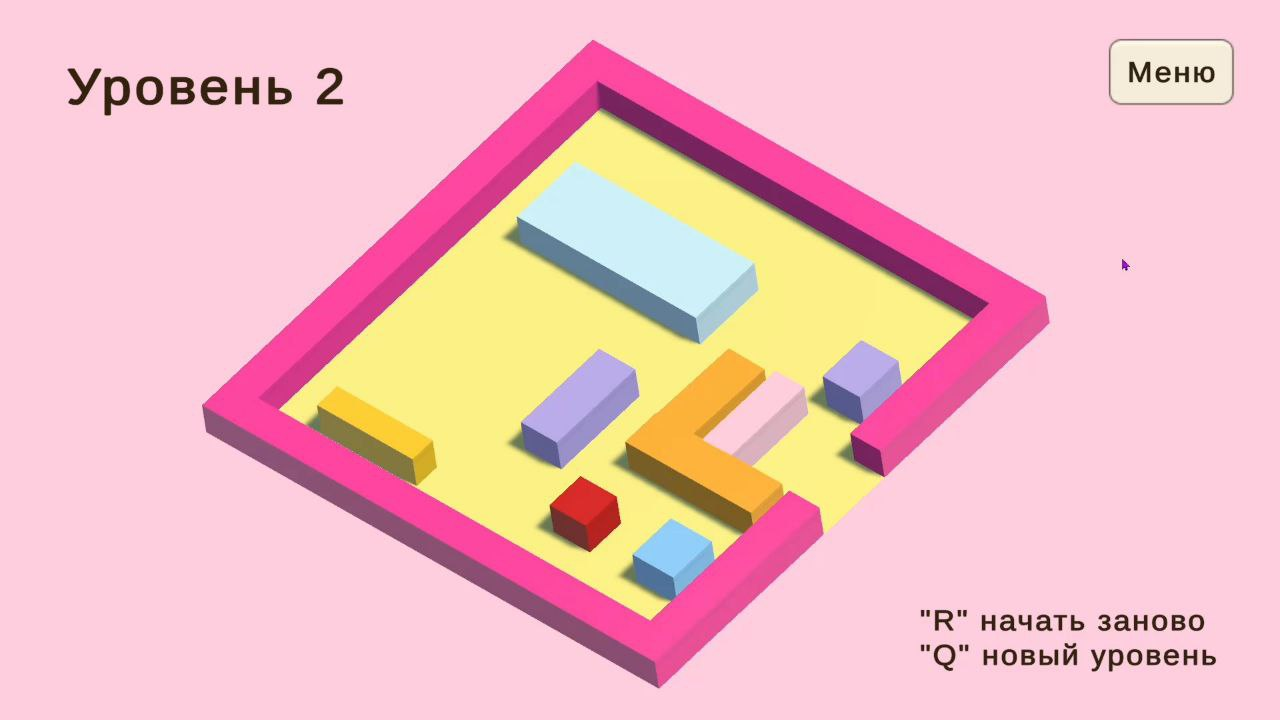 Уровень 2
Меню
"R" начать заново
"Q" новый уровень